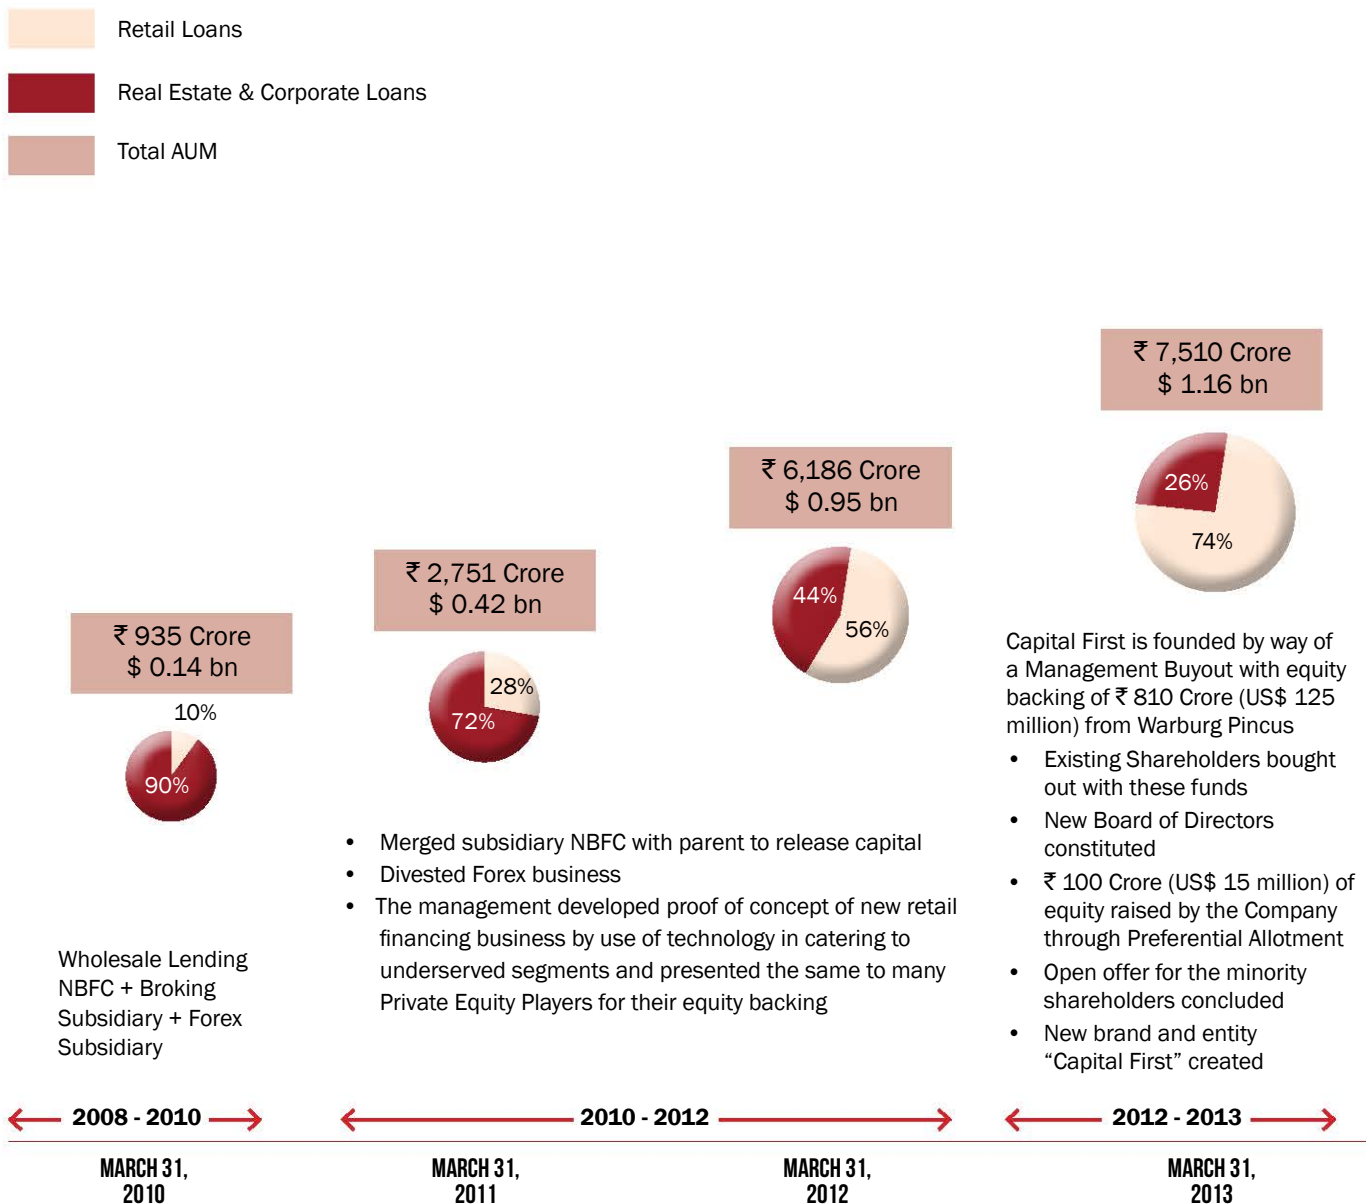 Retail Loans
Real Estate & Corporate Loans
Total AUM
₹ 935 Crore
$ 0.14 bn
10%
90%
Wholesale Lending
NBFC + Broking
Subsidiary + Forex
Subsidiary
₹ 2,751 Crore
$ 0.42 bn
28%
72%
₹ 6,186 Crore
$ 0.95 bn
44%
56%
• Merged subsidiary NBFC with parent to release capital
• Divested Forex business
• The management developed proof of concept of new retail
financing business by use of technology in catering to
underserved segments and presented the same to many
Private Equity Players for their equity backing
₹ 7,510 Crore
$ 1.16 bn
26%
74%
Capital First is founded by way of
a Management Buyout with equity
backing of ₹ 810 Crore (US$ 125
million) from Warburg Pincus
• Existing Shareholders bought
out with these funds
• New Board of Directors
constituted
• ₹ 100 Crore (US$ 15 million) of
equity raised by the Company
through Preferential Allotment
• Open offer for the minority
shareholders concluded
• New brand and entity
“Capital First” created
2008 - 2010
2010 - 2012
2012 - 2013
MARCH 31,
2010
MARCH 31,
2011
MARCH 31,
2012
MARCH 31,
2013